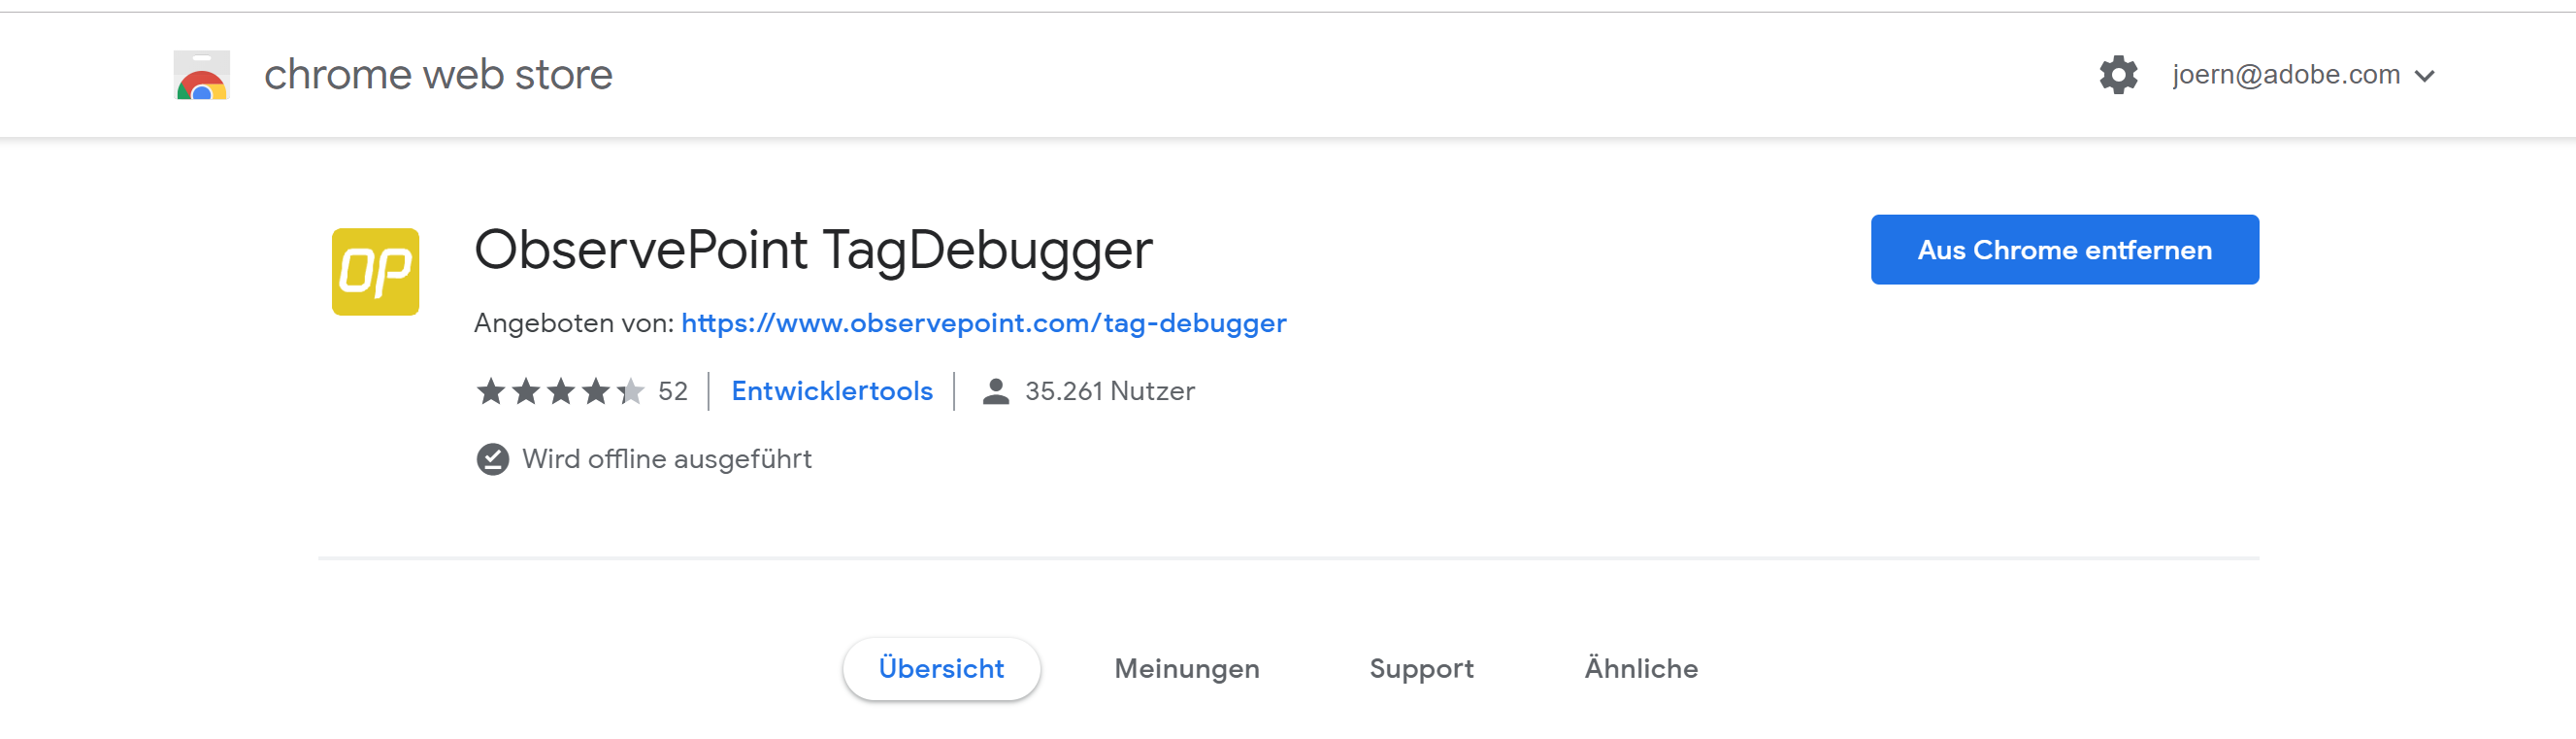 chrome web store
joern@adobe.com
OP
ObservePoint TagDebugger
Aus Chrome entfernen
Angeboten von: https://www.observepoint.com/tag-debugger
52 Entwicklertools 35.261 Nutzer
Wird offline ausgeführt
Übersicht Meinungen Support Ähnliche